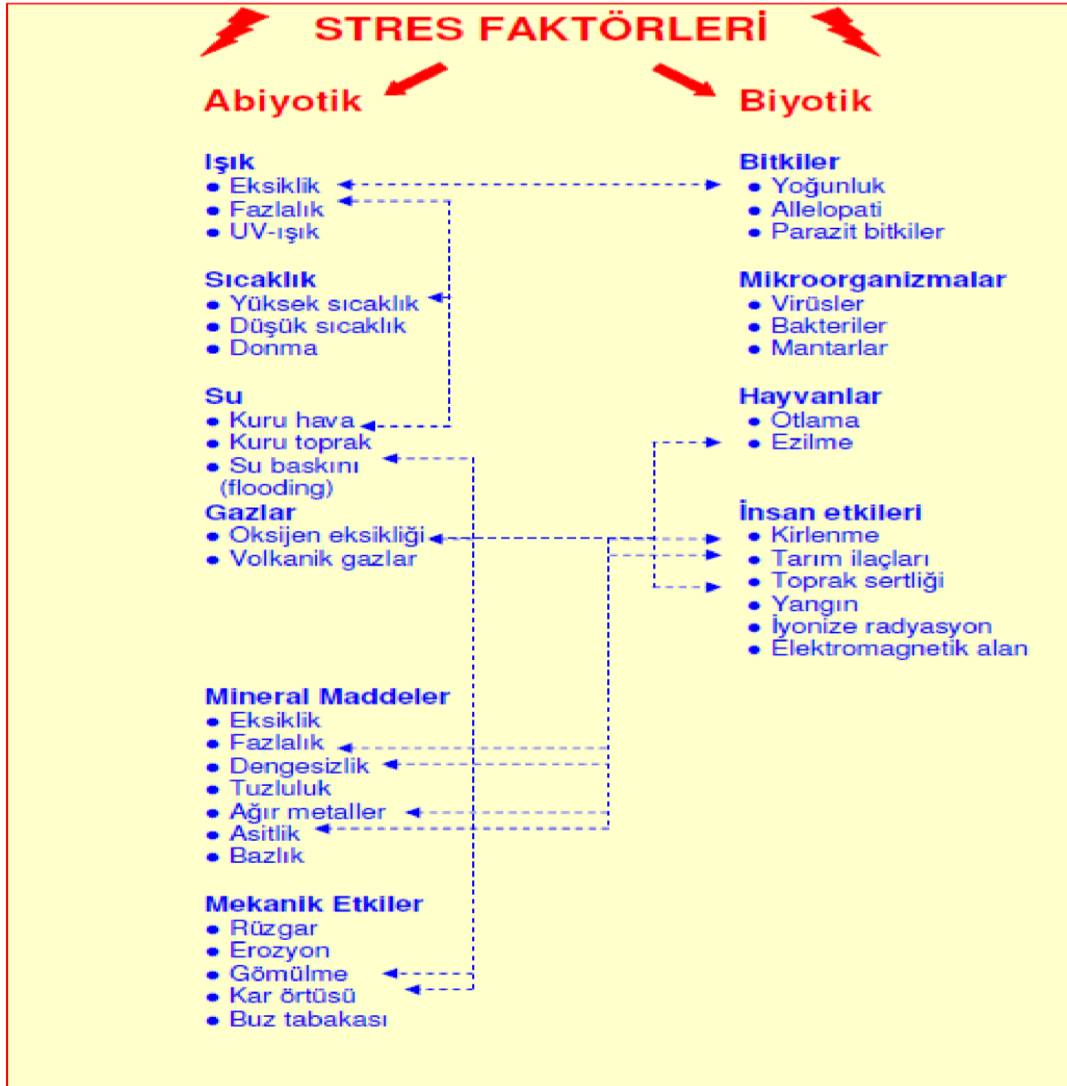 STRES FAKTÖRLERİ
Abiyotik
Işık
• Eksiklik
• Fazlalık
• UV-ışık
Sıcaklık
• Yüksek sıcaklık
• Düşük sıcaklık
• Donma
Su
• Kuru hava
• Kuru toprak
• Su baskını
(flooding)
Gazlar
• Oksijen eksikliği
• Volkanik gazlar
Mineral Maddeler
• Eksiklik
• Fazlalık
• Dengesizlik
• Tuzluluk
• Ağır metaller
• Asitlik
• Bazlık
Mekanik Etkiler
• Rüzgar
• Erozyon
• Gömülme
• Kar örtüsü
• Buz tabakası
Biyotik
Bitkiler
• Yoğunluk
• Allelopati
• Parazit bitkiler
Mikroorganizmalar
• Virüsler
• Bakteriler
• Mantarlar
Hayvanlar
• Otlama
• Ezilme
İnsan etkileri
• Kirlenme
• Tarım ilaçları
• Toprak sertliği
• Yangın
• İyonize radyasyon
• Elektromagnetik alan